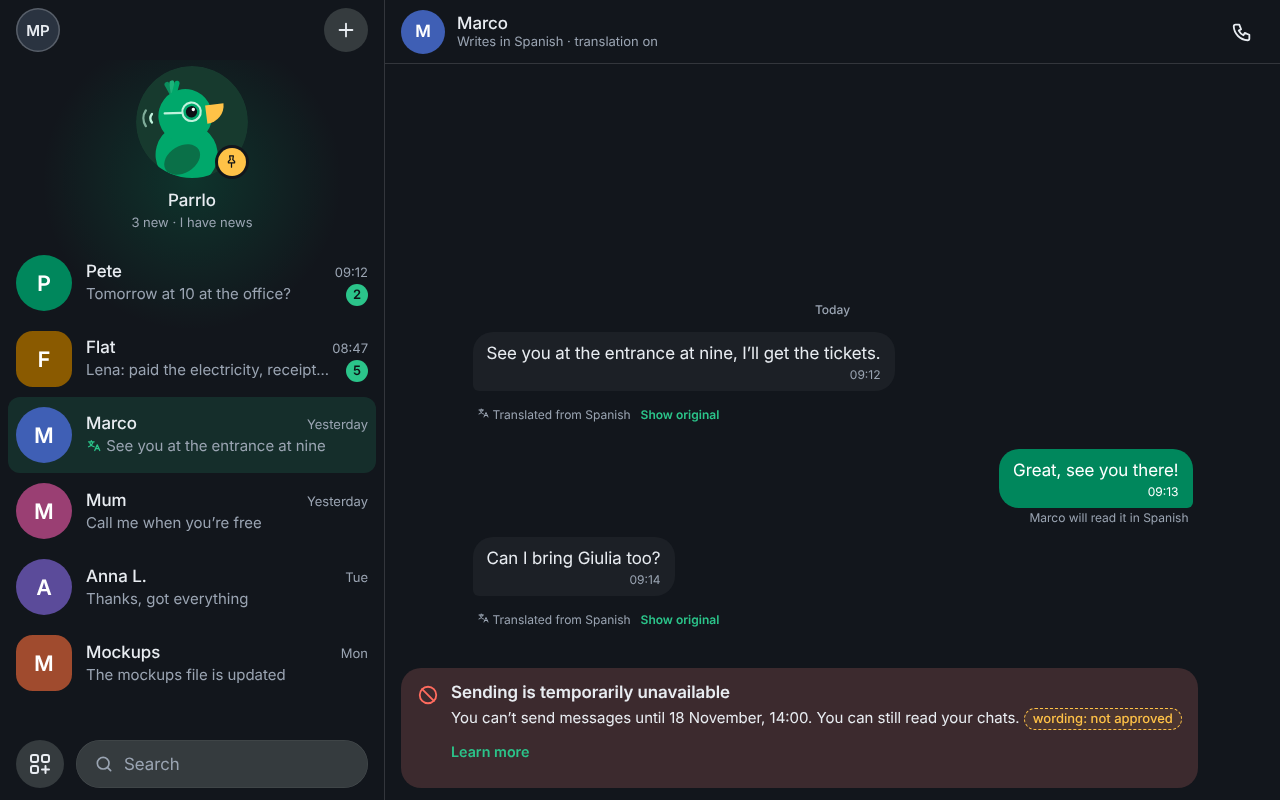 MP
Parrlo
3 new · I have news
P
Pete
09:12
Tomorrow at 10 at the office?
2
F
Flat
08:47
Lena: paid the electricity, receipt...
5
M
Marco
Yesterday
See you at the entrance at nine
M
Mum
Yesterday
Call me when you’re free
A
Anna L.
Tue
Thanks, got everything
M
Mockups
Mon
The mockups file is updated
Search
M
Marco
Writes in Spanish · translation on
Today
See you at the entrance at nine, I’ll get the tickets.
09:12
Translated from Spanish Show original
Great, see you there!
09:13
Marco will read it in Spanish
Can I bring Giulia too?
09:14
Translated from Spanish Show original
Sending is temporarily unavailable
You can’t send messages until 18 November, 14:00. You can still read your chats. wording: not approved
Learn more